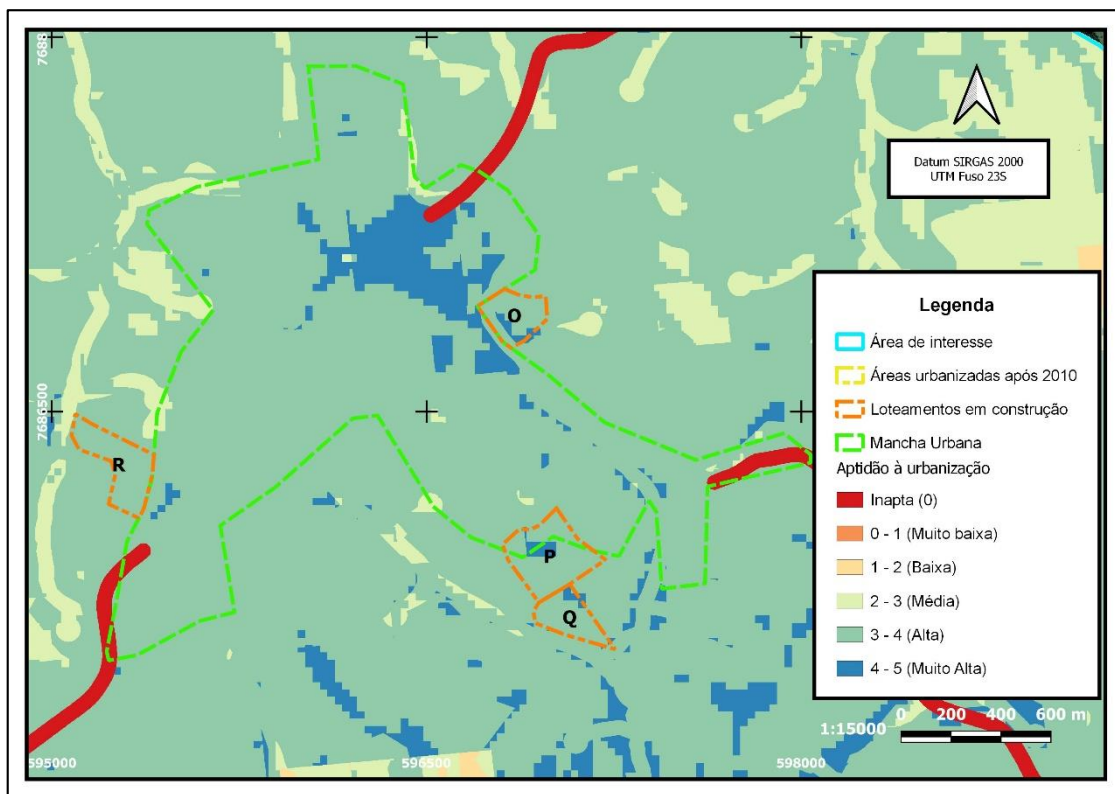 7688
Datum SIRGAS 2000
UTM Fuso 23S
O
7686500
R
P
Q
Legenda
Área de interesse
Áreas urbanizadas após 2010
Loteamentos em construção
Mancha Urbana
Aptidão à urbanização
Inapta (0)
0 - 1 (Muito baixa)
1 - 2 (Baixa)
2 - 3 (Média)
3 - 4 (Alta)
4 - 5 (Muito Alta)
0 200 400 600 m
1:15000
595000 596500 598000